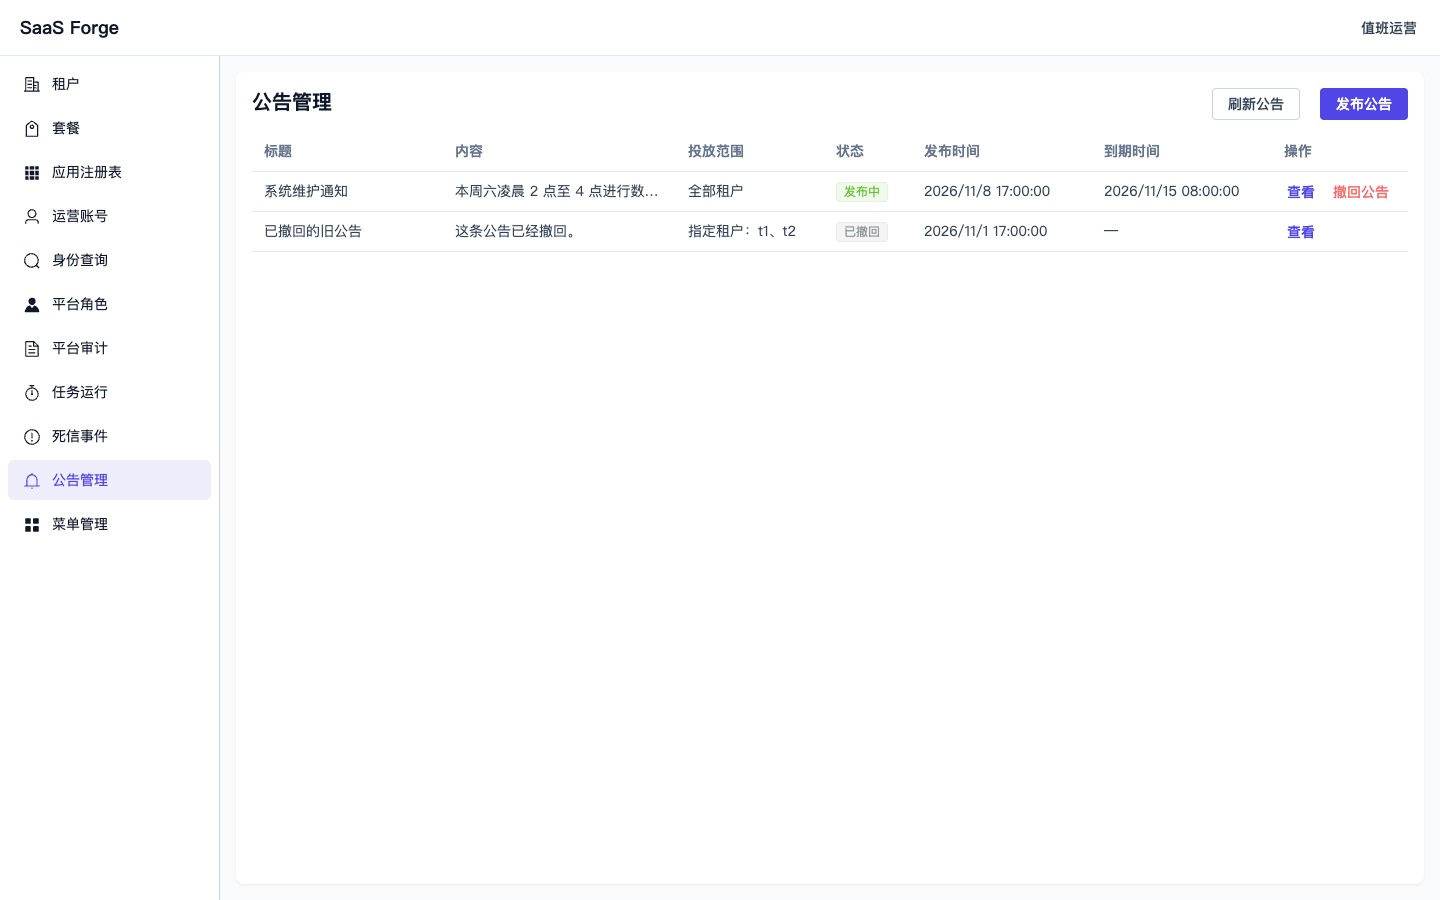 SaaS Forge
值班运营
租户
套餐
应用注册表
运营账号
身份查询
平台角色
平台审计
任务运行
死信事件
公告管理
菜单管理
公告管理
刷新公告 发布公告
标题 内容 投放范围 状态 发布时间 到期时间 操作
系统维护通知 本周六凌晨 2 点至 4 点进行数… 全部租户 发布中 2026/11/8 17:00:00 2026/11/15 08:00:00 查看 撤回公告
已撤回的旧公告 这条公告已经撤回。 指定租户：t1、t2 已撤回 2026/11/1 17:00:00 — 查看